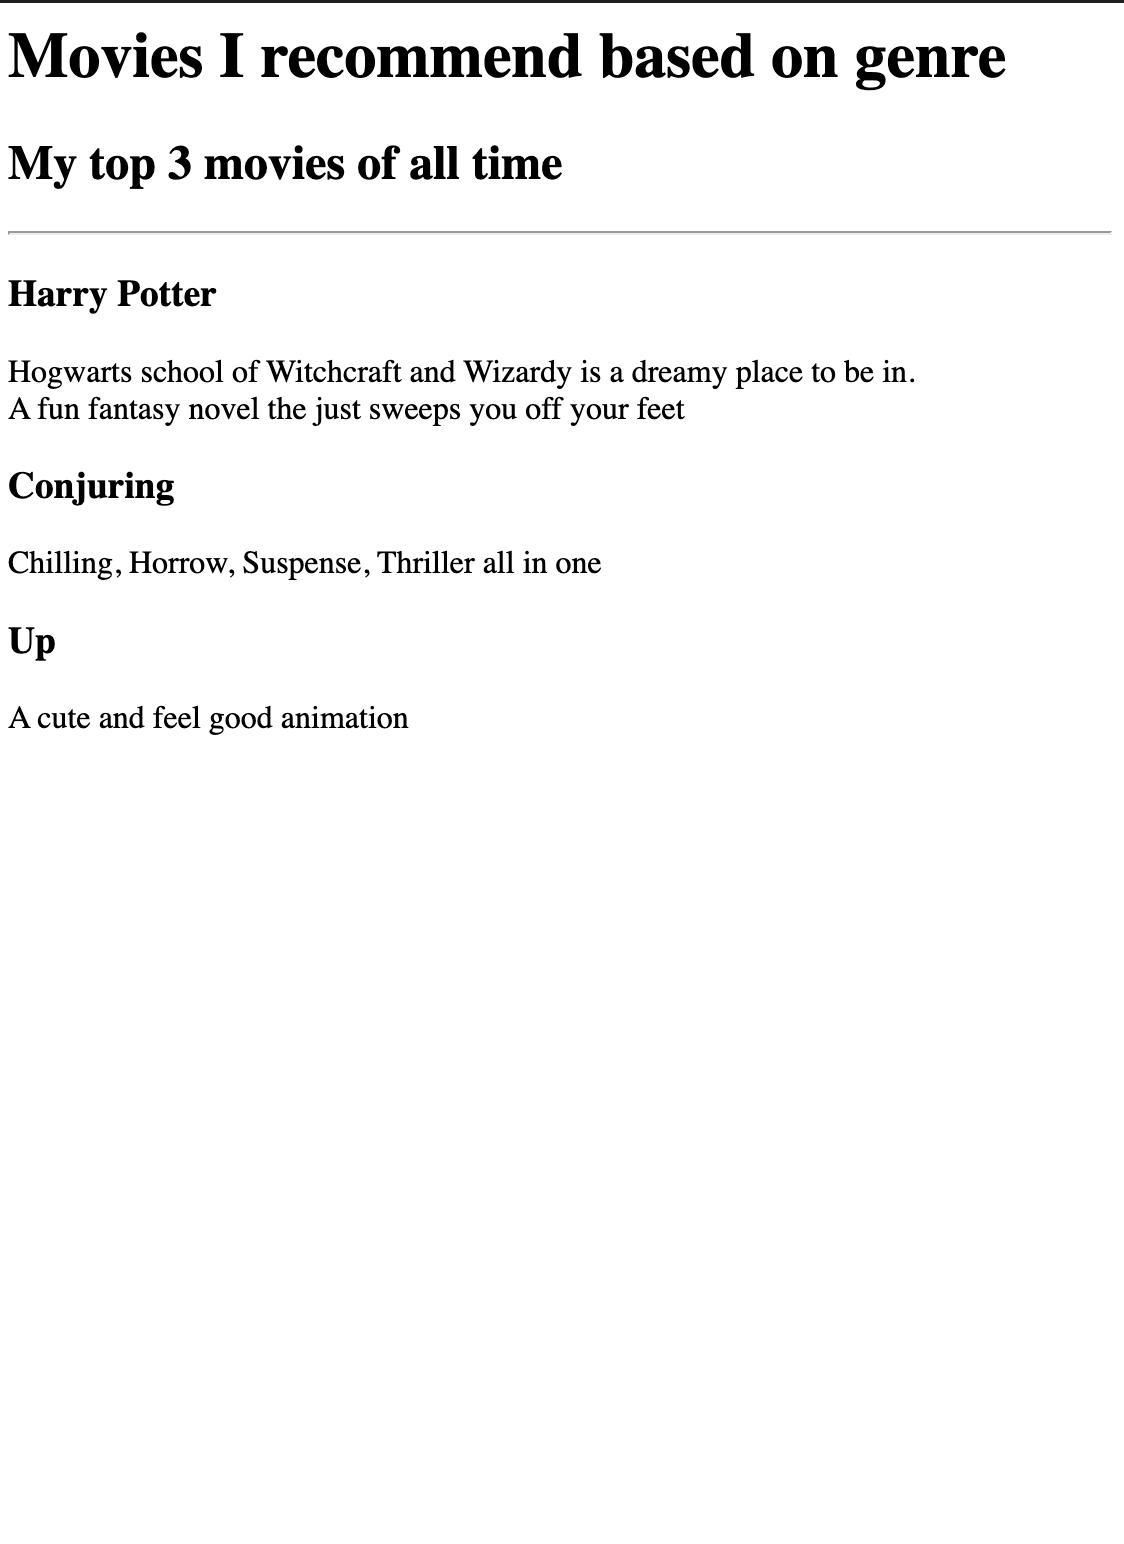 Movies I recommend based on genre
My top 3 movies of all time
Harry Potter
Hogwarts school of Witchcraft and Wizardy is a dreamy place to be in.
A fun fantasy novel the just sweeps you off your feet
Conjuring
Chilling, Horrow, Suspense, Thriller all in one
Up
A cute and feel good animation